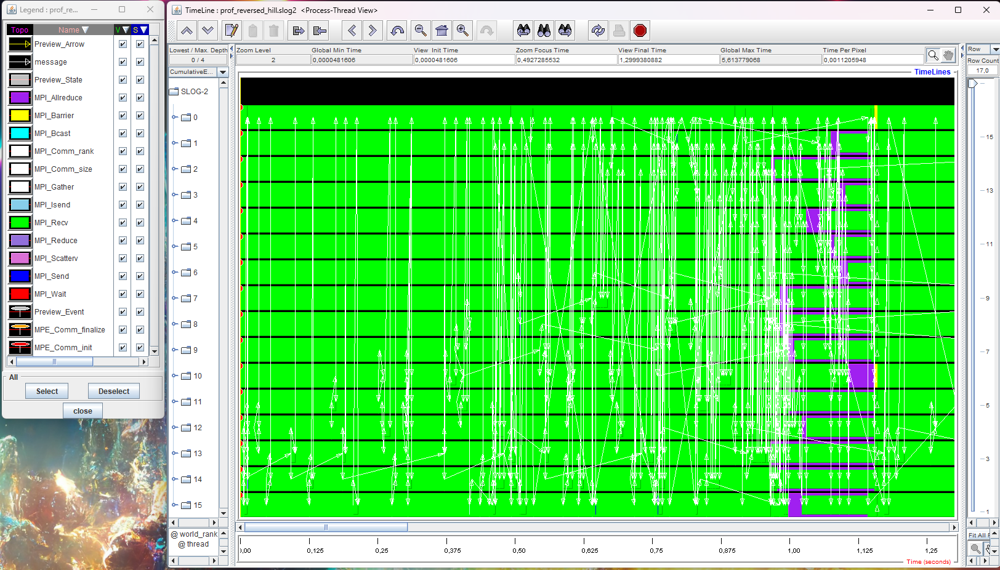 Legend : prof_re...
Topo Name V S
Preview_Arrow
message
Preview_State
MPI_Allreduce
MPI_Barrier
MPI_Bcast
MPI_Comm_rank
MPI_Comm_size
MPI_Gather
MPI_Isend
MPI_Recv
MPI_Reduce
MPI_Scatterv
MPI_Send
MPI_Wait
Preview_Event
MPE_Comm_finalize
MPE_Comm_init
All
Select Deselect
close
TimeLine : prof_reversed_hill.slog2 <Process-Thread View>
Lowest / Max. Depth Zoom Level Global Min Time View Init Time Zoom Focus Time View Final Time Global Max Time Time Per Pixel
0 / 4 2 0,0000481606 0,0000481606 0,4927285532 1,2999380882 5,613779068 0,0011205948
CumulativeE...
TimeLines
SLOG-2
0
1
2
3
4
5
6
7
8
9
10
11
12
13
14
15
@ world_rank
@ thread
0,00 0,125 0,25 0,375 0,50 0,625 0,75 0,875 1,00 1,125 1,25
Time (seconds)
Row
Row Count
17,0
15
13
11
9
7
5
3
1
Fit All